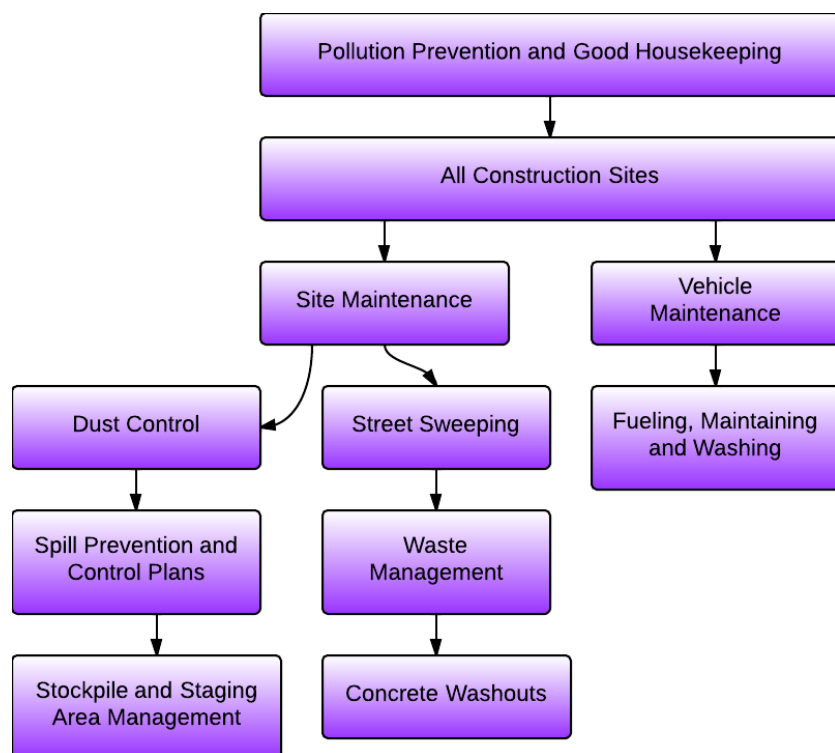 Pollution Prevention and Good Housekeeping
All Construction Sites
Site Maintenance
Vehicle
Maintenance
Dust Control
Street Sweeping
Fueling, Maintaining
and Washing
Spill Prevention and
Control Plans
Waste
Management
Stockpile and Staging
Area Management
Concrete Washouts